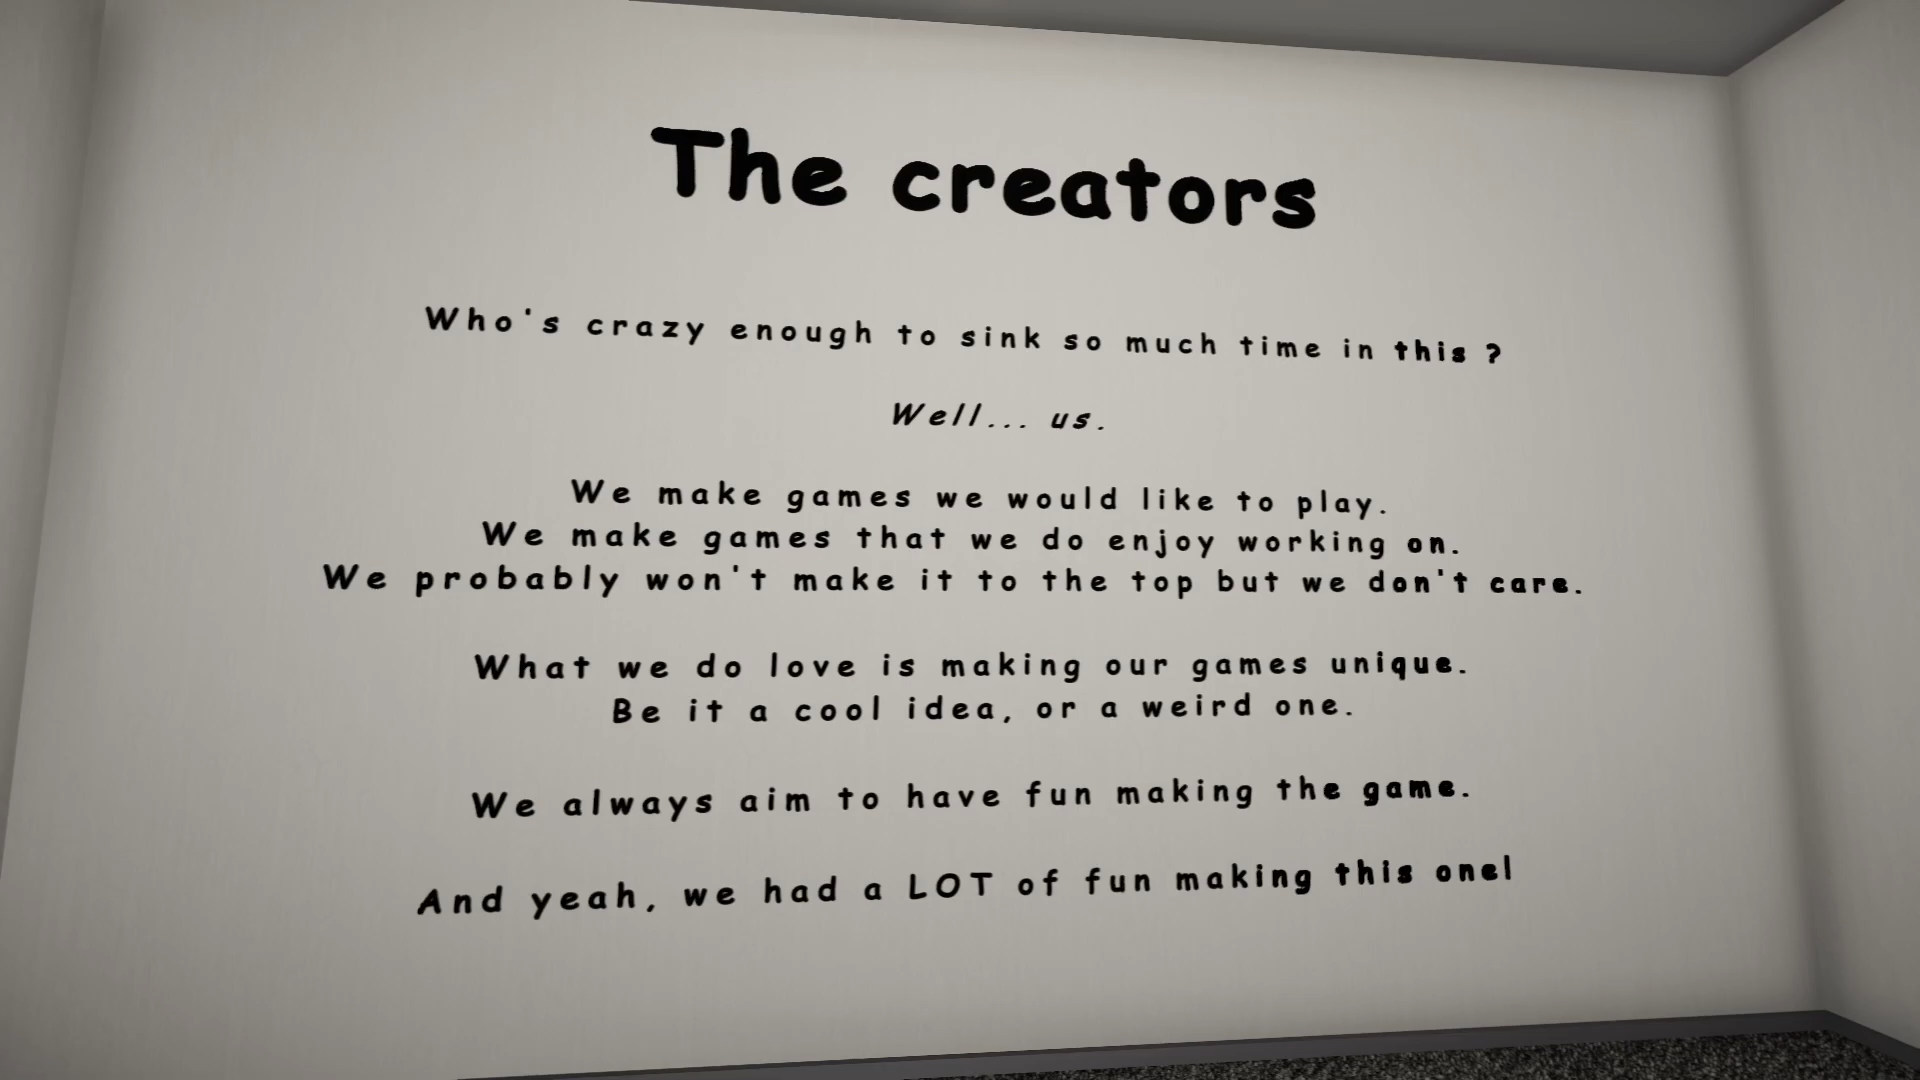 The creators
Who's crazy enough to sink so much time in this ?
Well... us.
We make games we would like to play.
We make games that we do enjoy working on.
We probably won't make it to the top but we don't care.
What we do love is making our games unique.
Be it a cool idea, or a weird one.
We always aim to have fun making the game.
And yeah, we had a LOT of fun making this one!